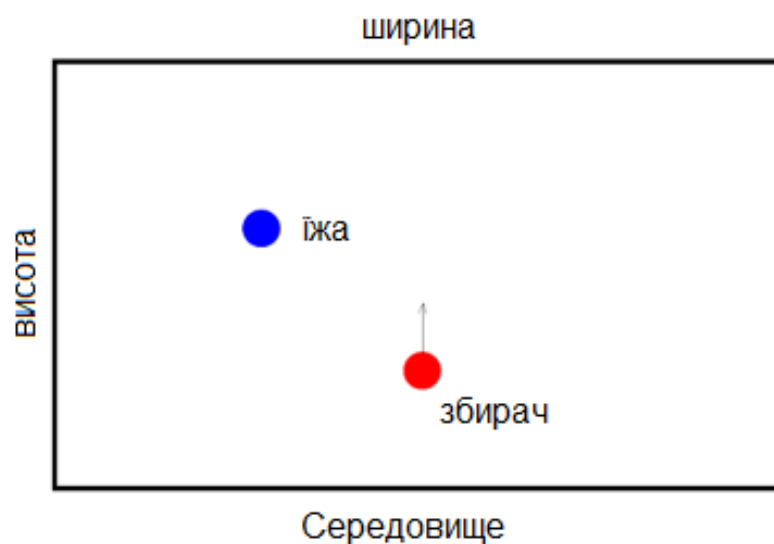 ширина
їжа
висота
збирач
Середовище